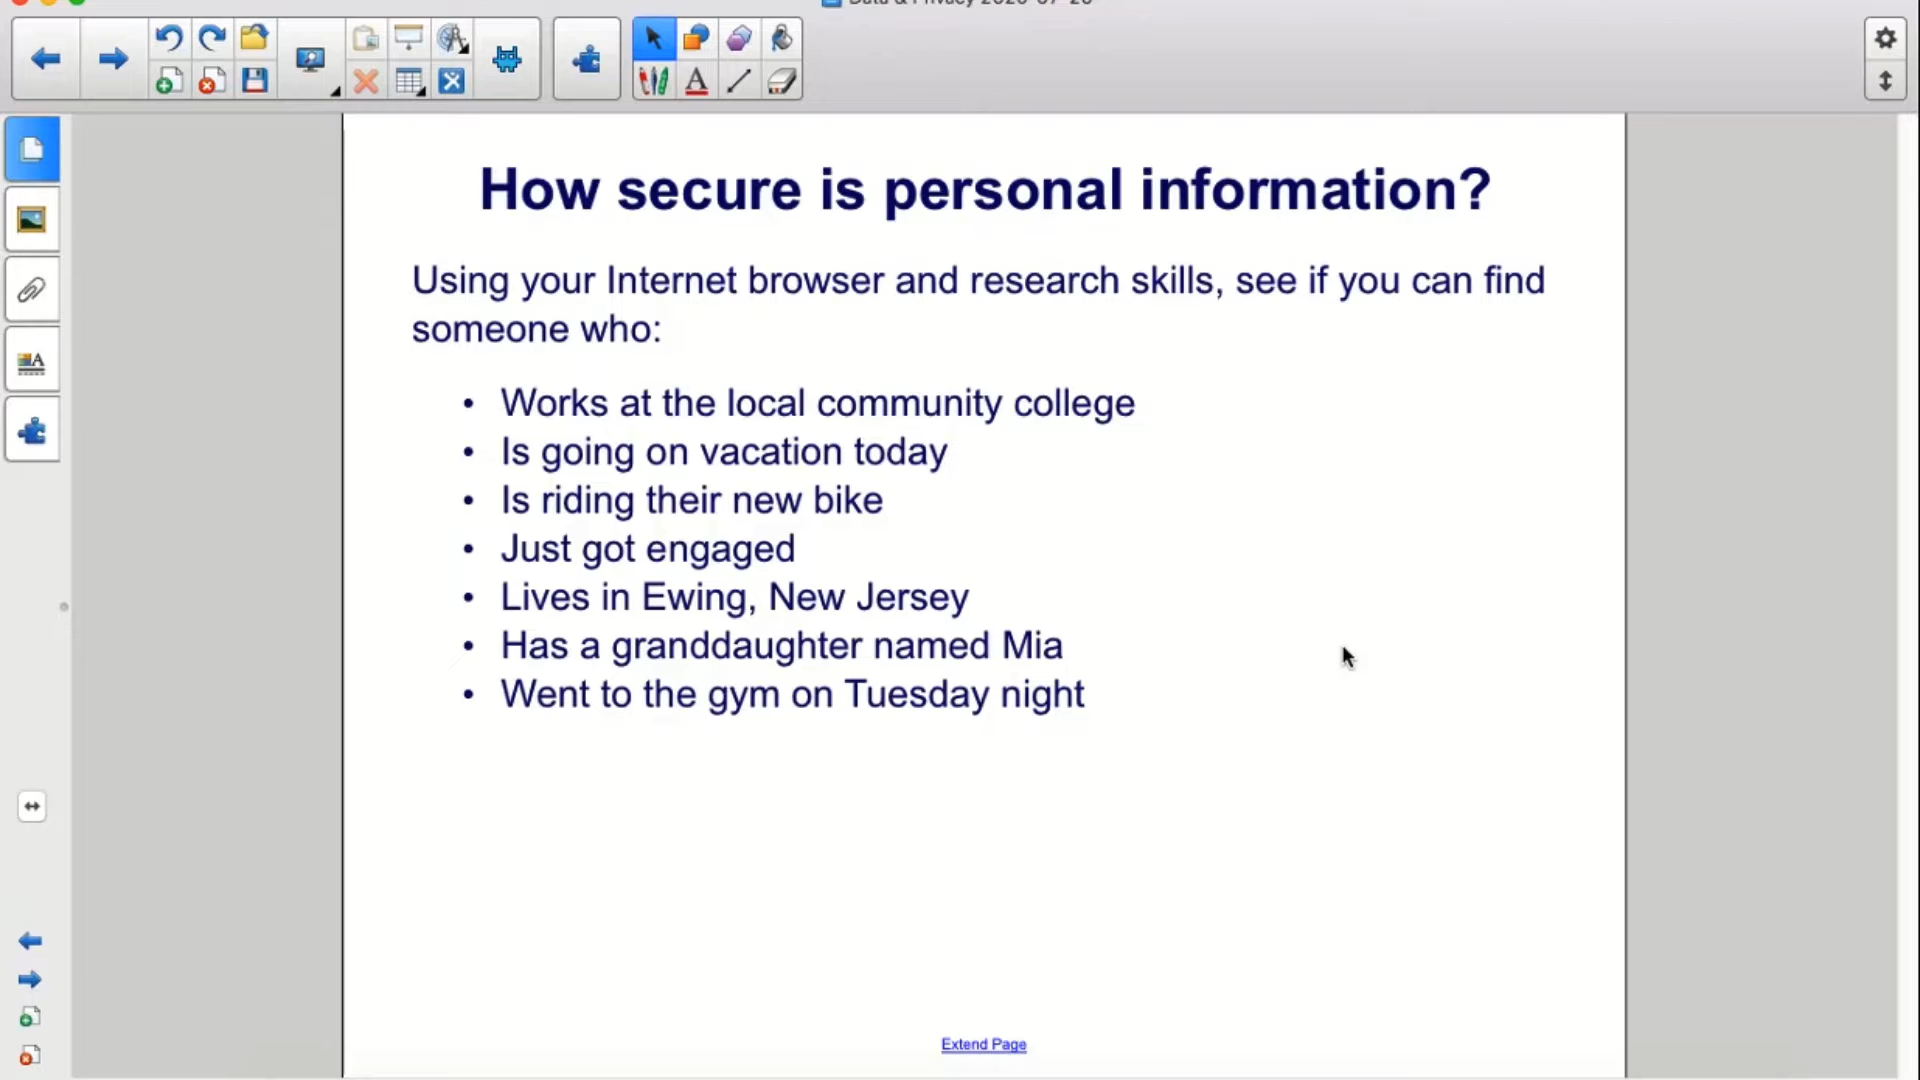 How secure is personal information?
Using your Internet browser and research skills, see if you can find
someone who:
• Works at the local community college
• Is going on vacation today
• Is riding their new bike
• Just got engaged
• Lives in Ewing, New Jersey
• Has a granddaughter named Mia
• Went to the gym on Tuesday night
Extend Page